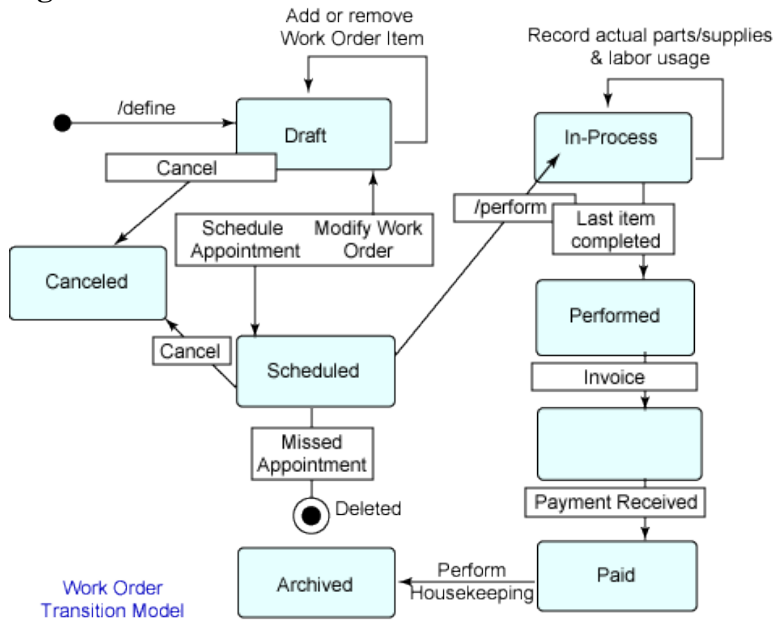 Add or remove
Work Order Item
/define
Draft
Cancel
Schedule
Appointment
Modify Work
Order
Canceled
Cancel
Scheduled
Missed
Appointment
Deleted
Record actual parts/supplies
& labor usage
In-Process
/perform
Last item
completed
Performed
Invoice
Payment Received
Paid
Perform
Housekeeping
Archived
Work Order
Transition Model